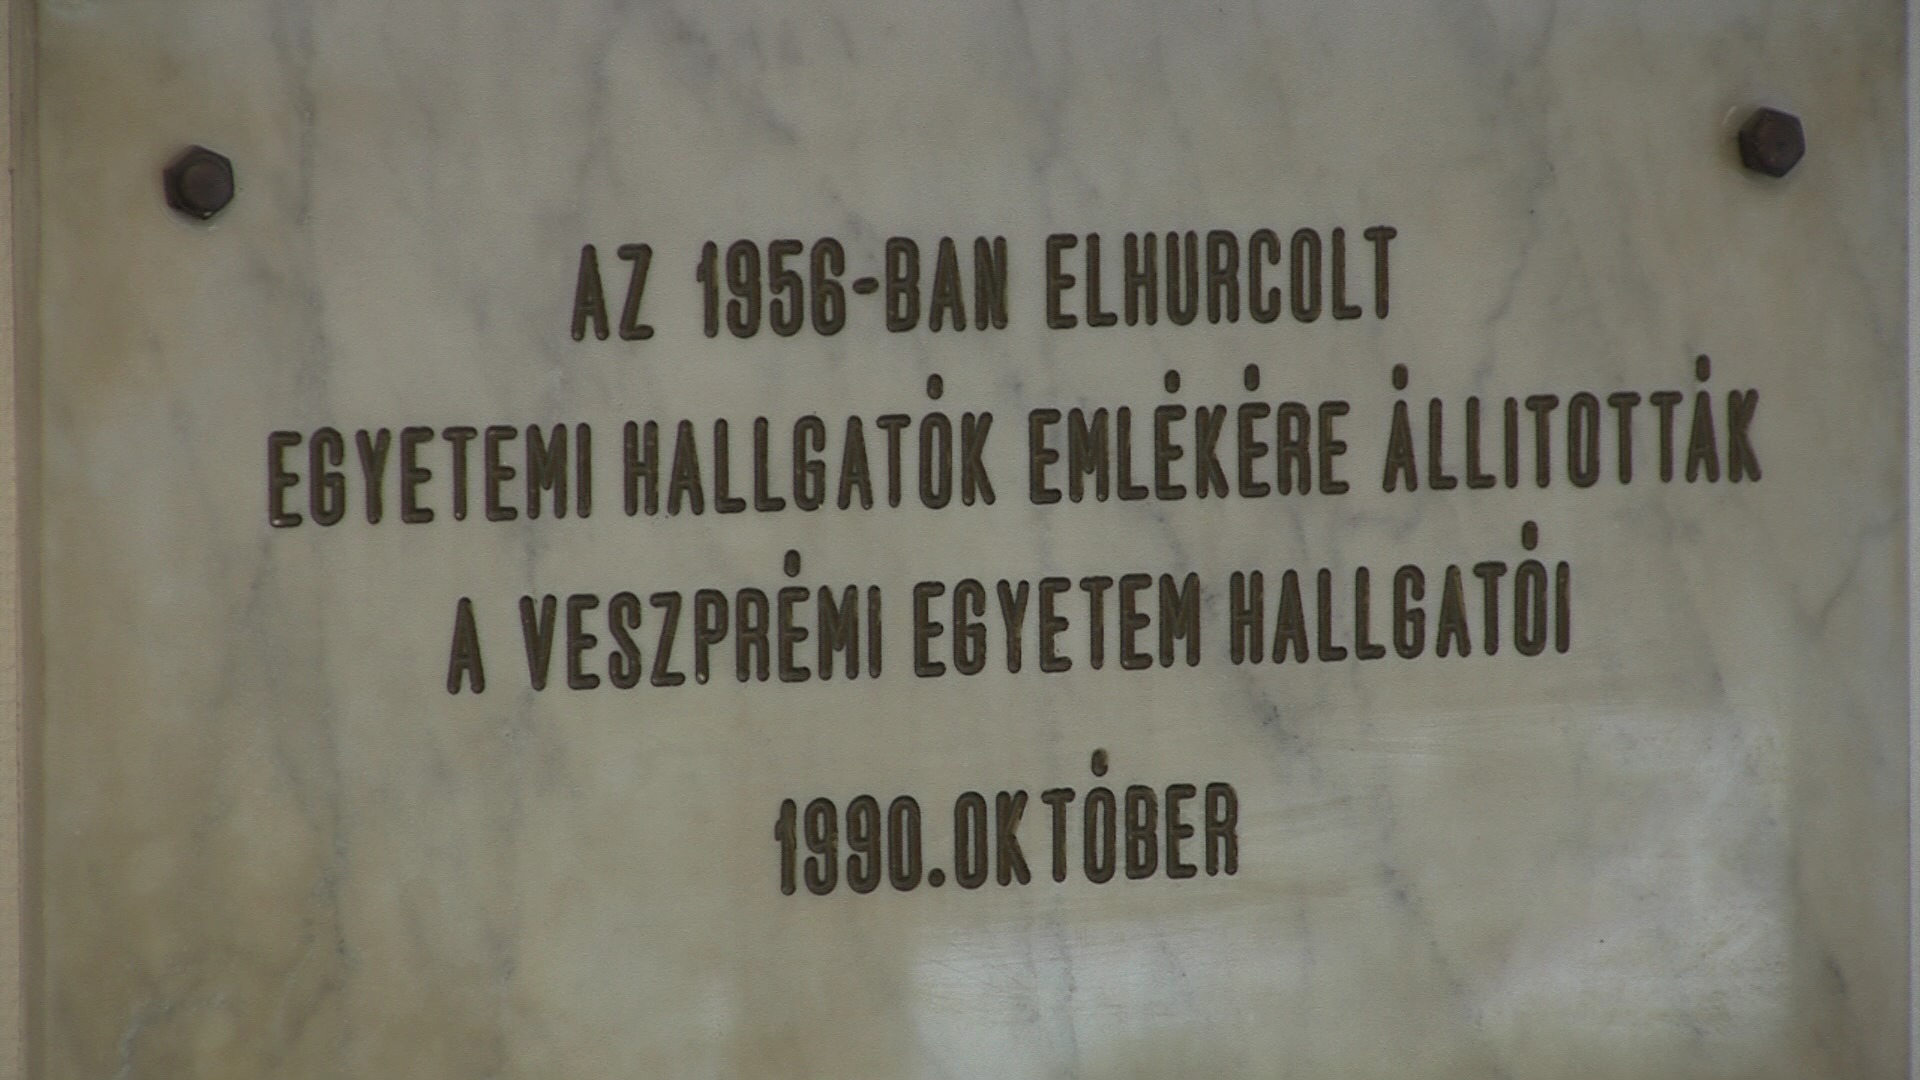 AZ 1956-BAN ELHURCOLT
EGYETEMI HALLGATÓK EMLÉKÉRE ÁLLITOTTÁK
A VESZPRÉMI EGYETEM HALLGATÓI
1990.OKTÓBER